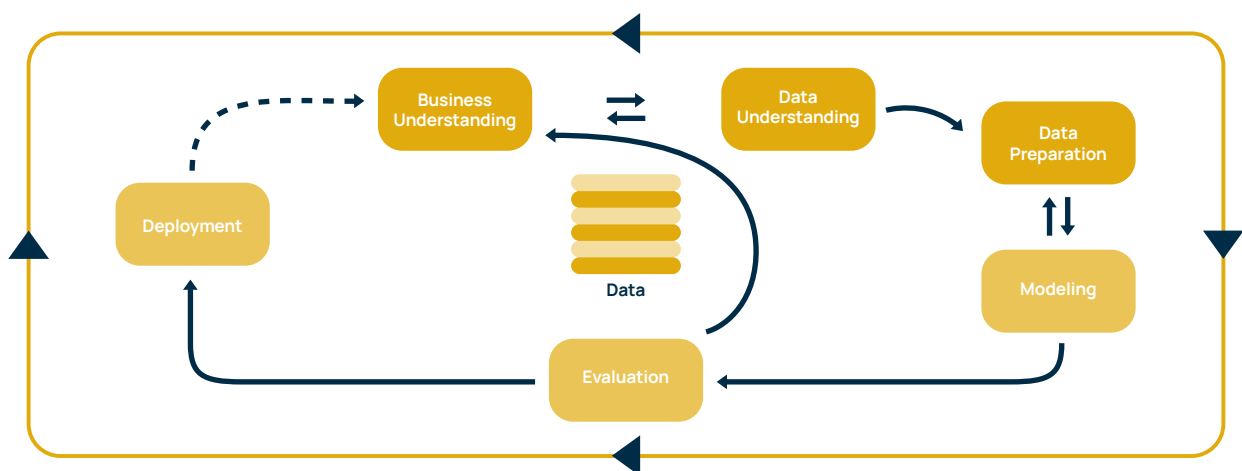 Business
Understanding
Data
Understanding
Data
Preparation
Deployment
Data
Modeling
Evaluation